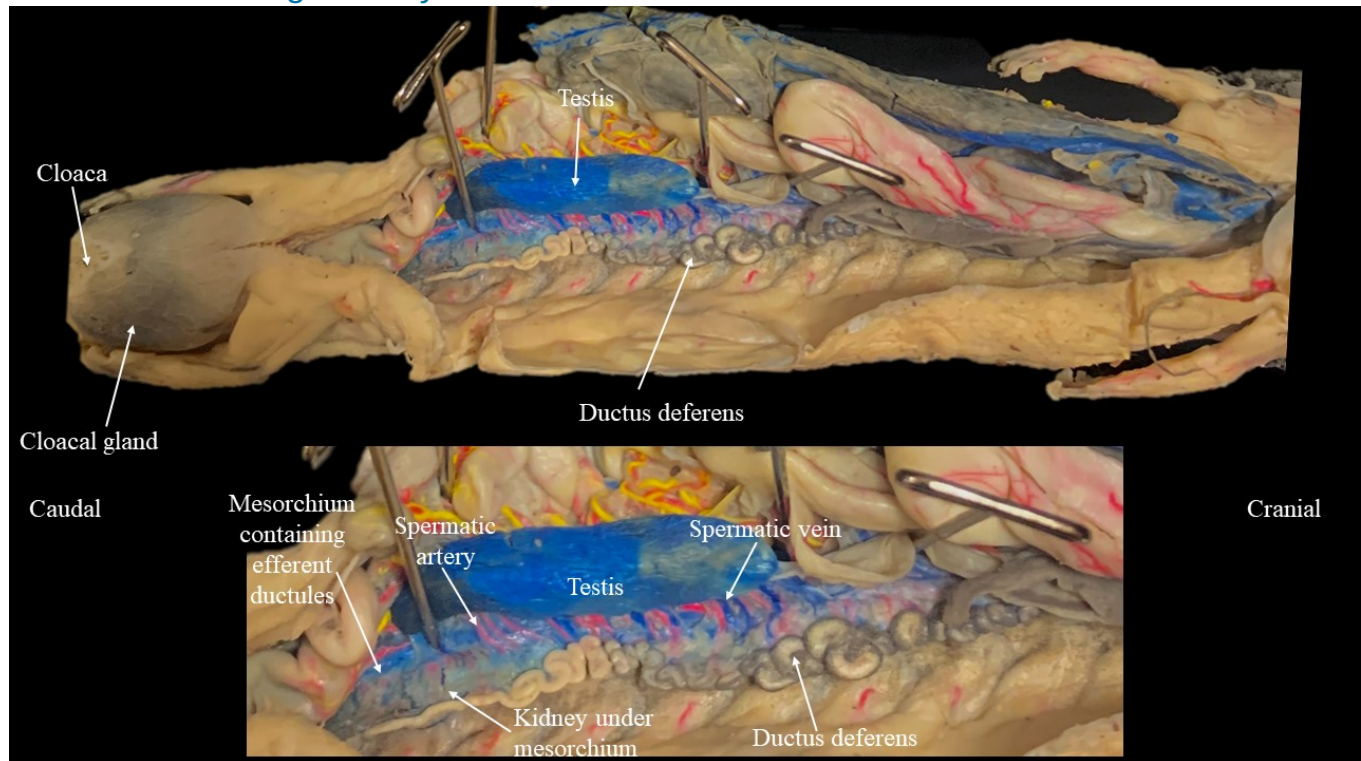 Testis
Cloaca
Ductus deferens
Cloacal gland
Caudal
Cranial
Mesorchium
containing
efferent
ductules
Spermatic
artery
Spermatic vein
Testis
Kidney under
mesorchium
Ductus deferens